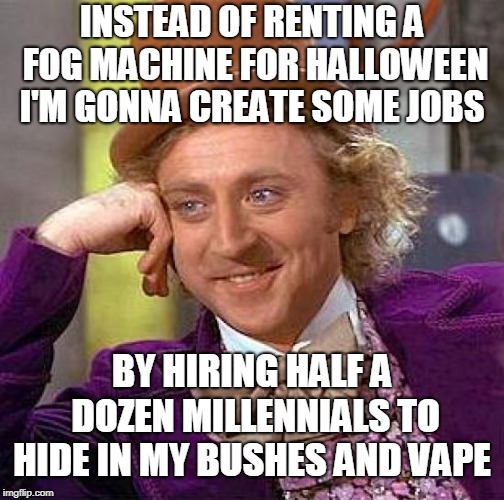 INSTEAD OF RENTING A
FOG MACHINE FOR HALLOWEEN
I'M GONNA CREATE SOME JOBS
BY HIRING HALF A
DOZEN MILLENNIALS TO
HIDE IN MY BUSHES AND VAPE
imgflip.com